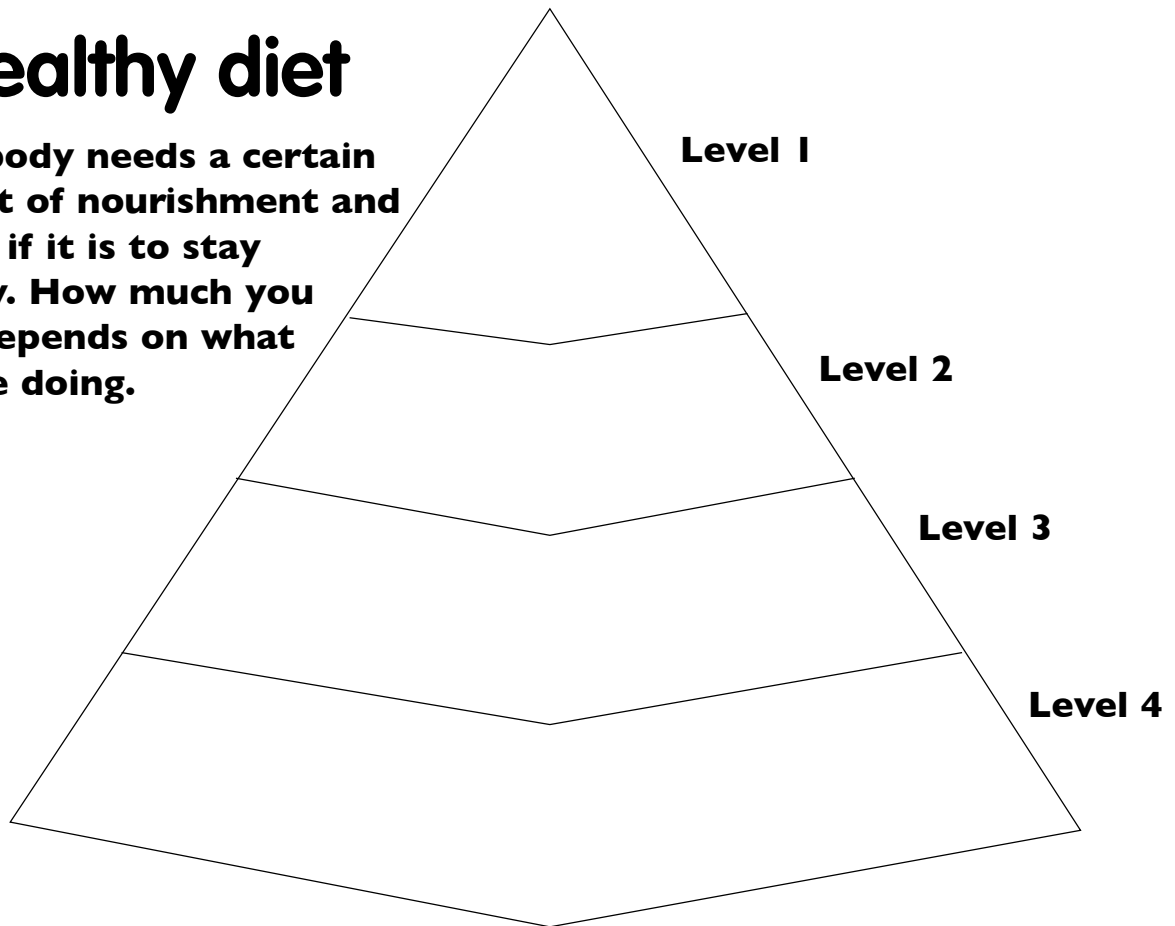 ealthy diet
body needs a certain
t of nourishment and
if it is to stay
y. How much you
epends on what
e doing.
Level 1
Level 2
Level 3
Level 4